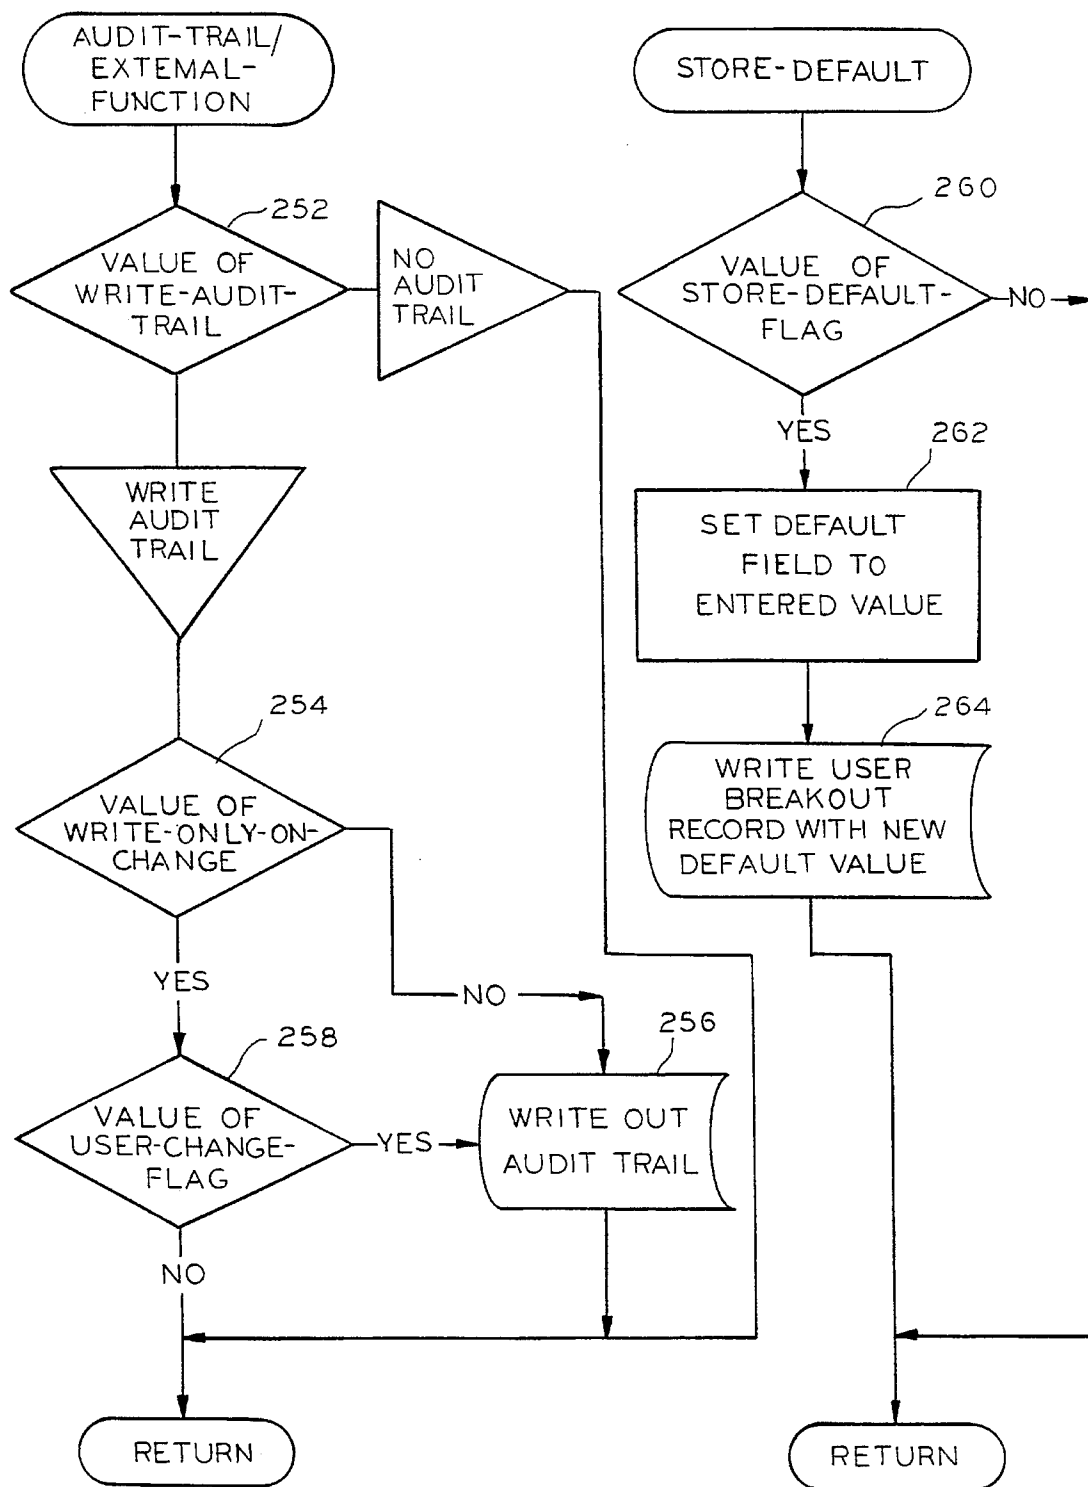 AUDIT-TRAIL/
EXTEMAL-
FUNCTION
252
VALUE OF
WRITE-AUDIT-
TRAIL
NO
AUDIT
TRAIL
WRITE
AUDIT
TRAIL
254
VALUE OF
WRITE-ONLY-ON-
CHANGE
YES
NO
258
VALUE OF
USER-CHANGE-
FLAG
YES
256
WRITE OUT
AUDIT TRAIL
NO
RETURN
STORE-DEFAULT
260
VALUE OF
STORE-DEFAULT-
FLAG
NO
YES
262
SET DEFAULT
FIELD TO
ENTERED VALUE
264
WRITE USER
BREAKOUT
RECORD WITH NEW
DEFAULT VALUE
RETURN